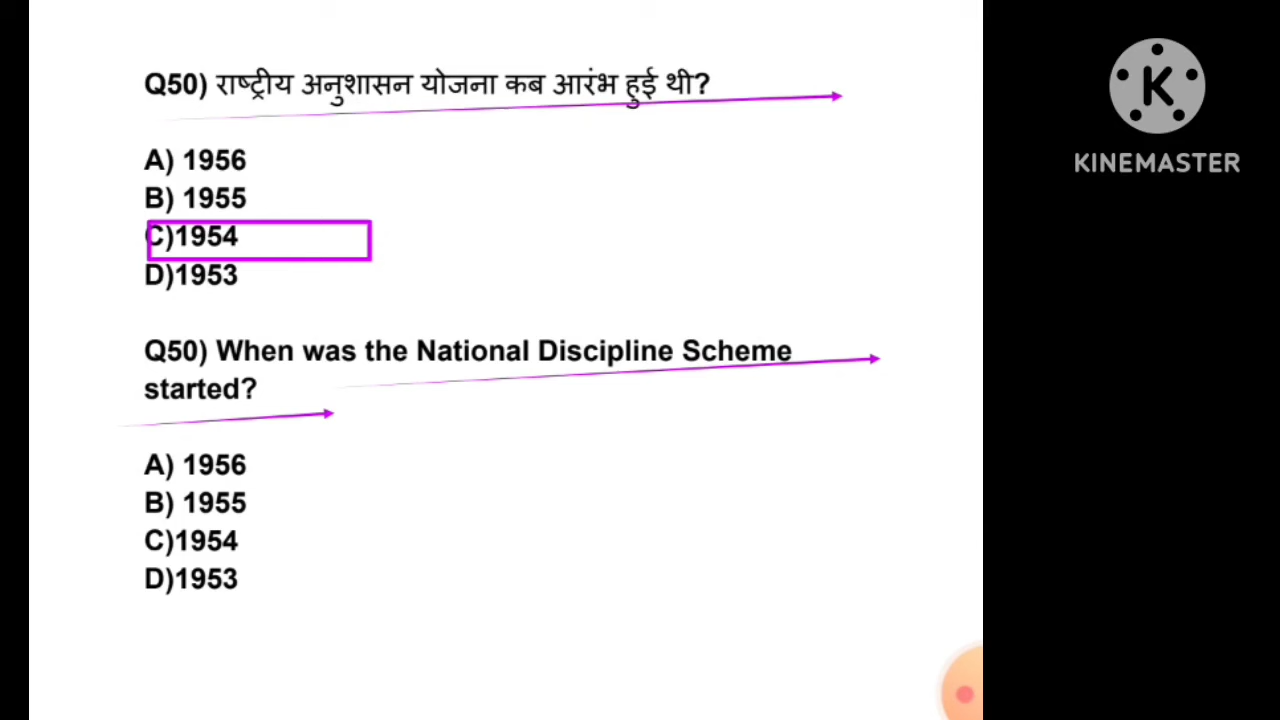 Q50) राष्ट्रीय अनुशासन योजना कब आरंभ हुई थी?
A) 1956
B) 1955
C)1954
D)1953
Q50) When was the National Discipline Scheme
started?
A) 1956
B) 1955
C)1954
D)1953
K
KINEMASTER